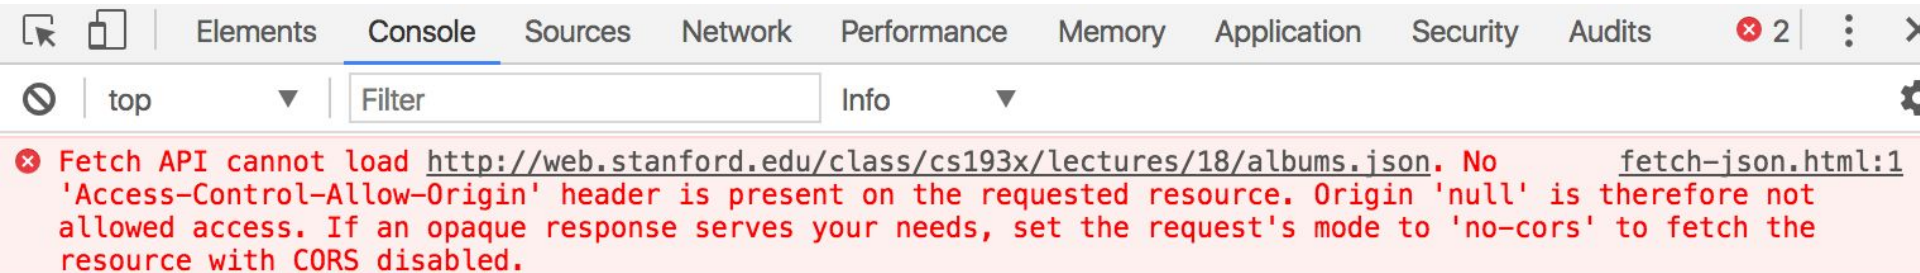 Elements Console Sources Network Performance Memory Application Security Audits 2
top Filter Info
Fetch API cannot load http://web.stanford.edu/class/cs193x/lectures/18/albums.json. No fetch-json.html:1
'Access-Control-Allow-Origin' header is present on the requested resource. Origin 'null' is therefore not
allowed access. If an opaque response serves your needs, set the request's mode to 'no-cors' to fetch the
resource with CORS disabled.